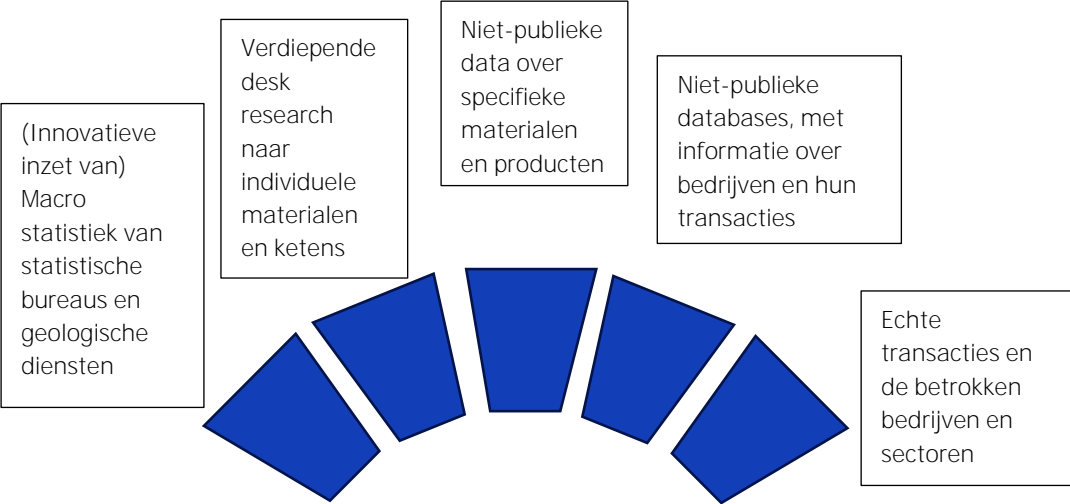 (Innovatieve
inzet van)
Macro
statistiek van
statistische
bureaus en
geologische
diensten
Verdiepende
desk
research
naar
individuele
materialen
en ketens
Niet-publieke
data over
specifieke
materialen
en producten
Niet-publieke
databases, met
informatie over
bedrijven en hun
transacties
Echte
transacties en
de betrokken
bedrijven en
sectoren